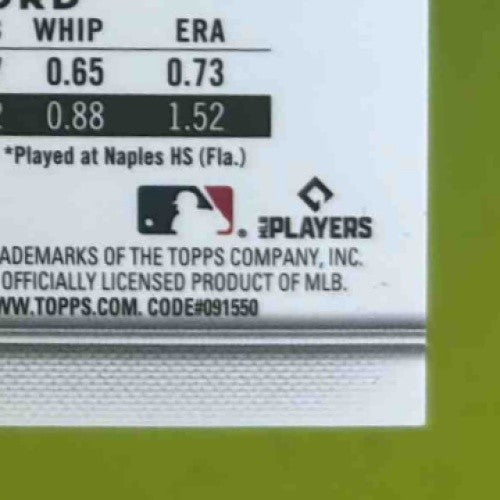 WHIP ERA
0.65 0.73
0.88 1.52
*Played at Naples HS (Fla.)
MLB PLAYERS
ADEMARKS OF THE TOPPS COMPANY, INC.
OFFICIALLY LICENSED PRODUCT OF MLB.
WW.TOPPS.COM. CODE#091550